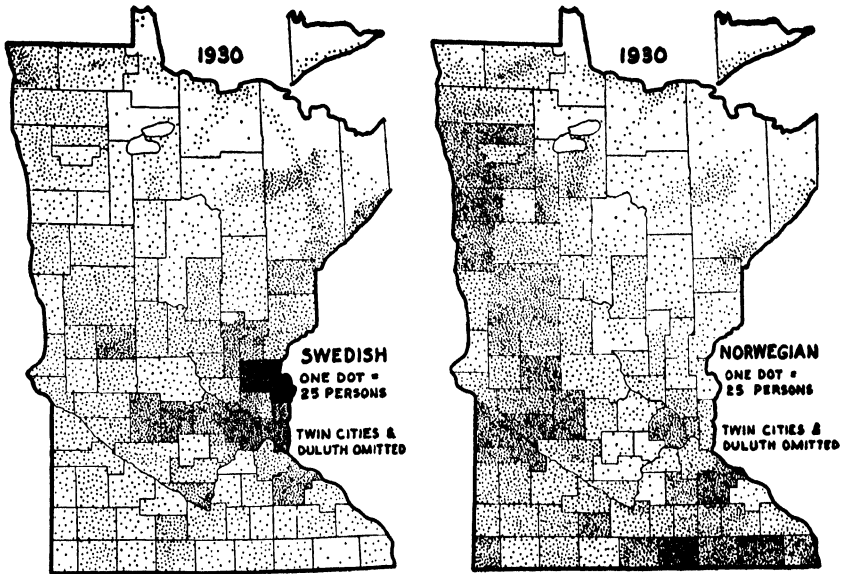 1930
SWEDISH
ONE DOT =
25 PERSONS
TWIN CITIES &
DULUTH OMITTED
1930
NORWEGIAN
ONE DOT =
25 PERSONS
TWIN CITIES &
DULUTH OMITTED